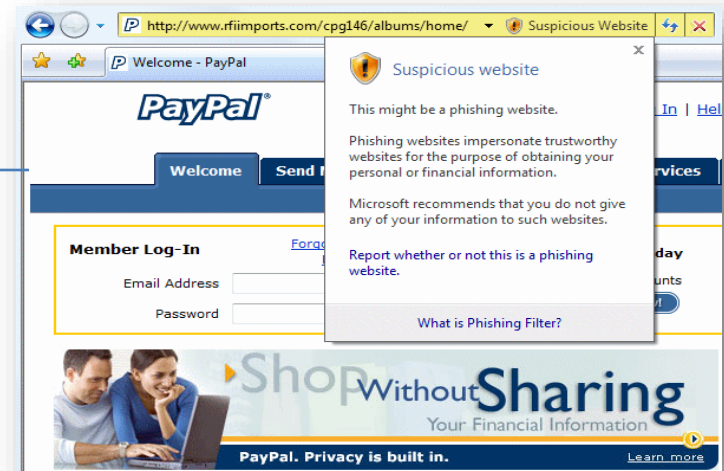 http://www.rfiimports.com/cpg146/albums/home/ Suspicious Website
Welcome - PayPal
Suspicious website
This might be a phishing website.
Phishing websites impersonate trustworthy
websites for the purpose of obtaining your
personal or financial information.
Microsoft recommends that you do not give
any of your information to such websites.
Report whether or not this is a phishing
website.
What is Phishing Filter?
PayPal®
In | Hel
Welcome Send
rvices
Member Log-In Forgo
Email Address
Password
day
unts
Shop Without Sharing
Your Financial Information
PayPal. Privacy is built in. Learn more